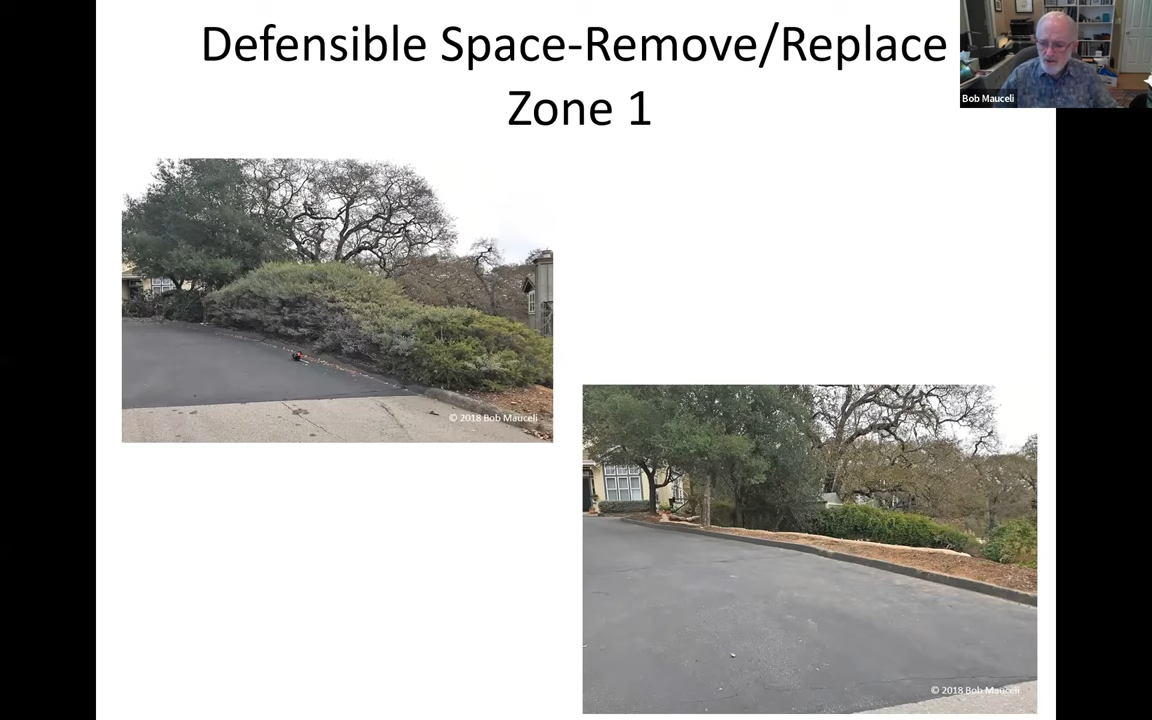 Defensible Space-Remove/Replace
Zone 1
Bob Mauceli
© 2018 Bob Mauceli
© 2018 Bob Mauceli